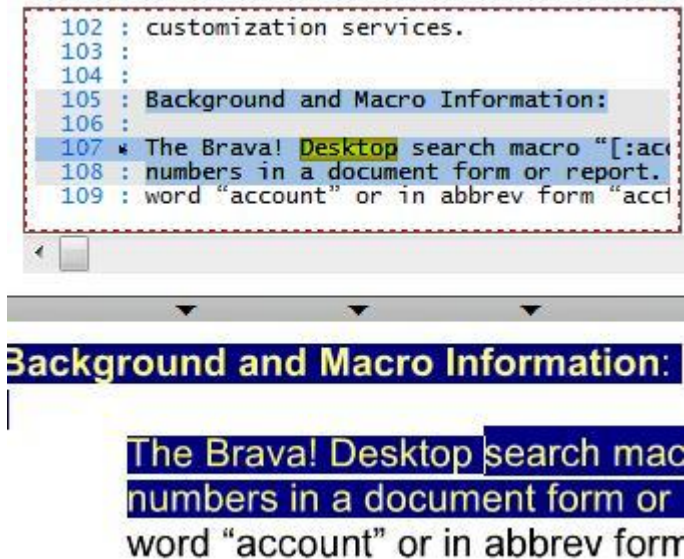 102 : customization services.
103 :
104 :
105 : Background and Macro Information:
106 :
107 The Brava! Desktop search macro “[:acc
108 : numbers in a document form or report.
109 : word “account” or in abbrev form “acct
Background and Macro Information:
The Brava! Desktop search mac
numbers in a document form or
word “account” or in abbrev form